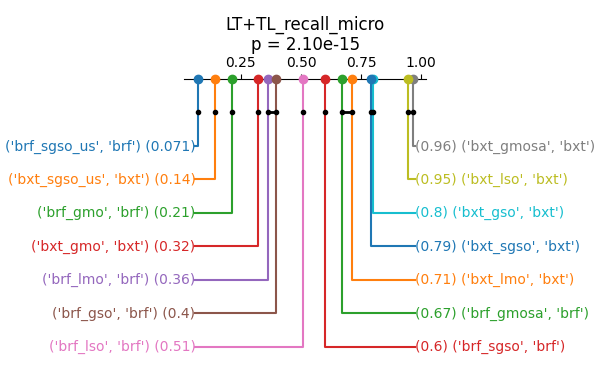 LT+TL_recall_micro
p = 2.10e-15
0.25 0.50 0.75 1.00
('brf_sgso_us', 'brf') (0.071) (0.96) ('bxt_gmosa', 'bxt')
('bxt_sgso_us', 'bxt') (0.14) (0.95) ('bxt_lso', 'bxt')
('brf_gmo', 'brf') (0.21) (0.8) ('bxt_gso', 'bxt')
('bxt_gmo', 'bxt') (0.32) (0.79) ('bxt_sgso', 'bxt')
('brf_lmo', 'brf') (0.36) (0.71) ('bxt_lmo', 'bxt')
('brf_gso', 'brf') (0.4) (0.67) ('brf_gmosa', 'brf')
('brf_lso', 'brf') (0.51) (0.6) ('brf_sgso', 'brf')